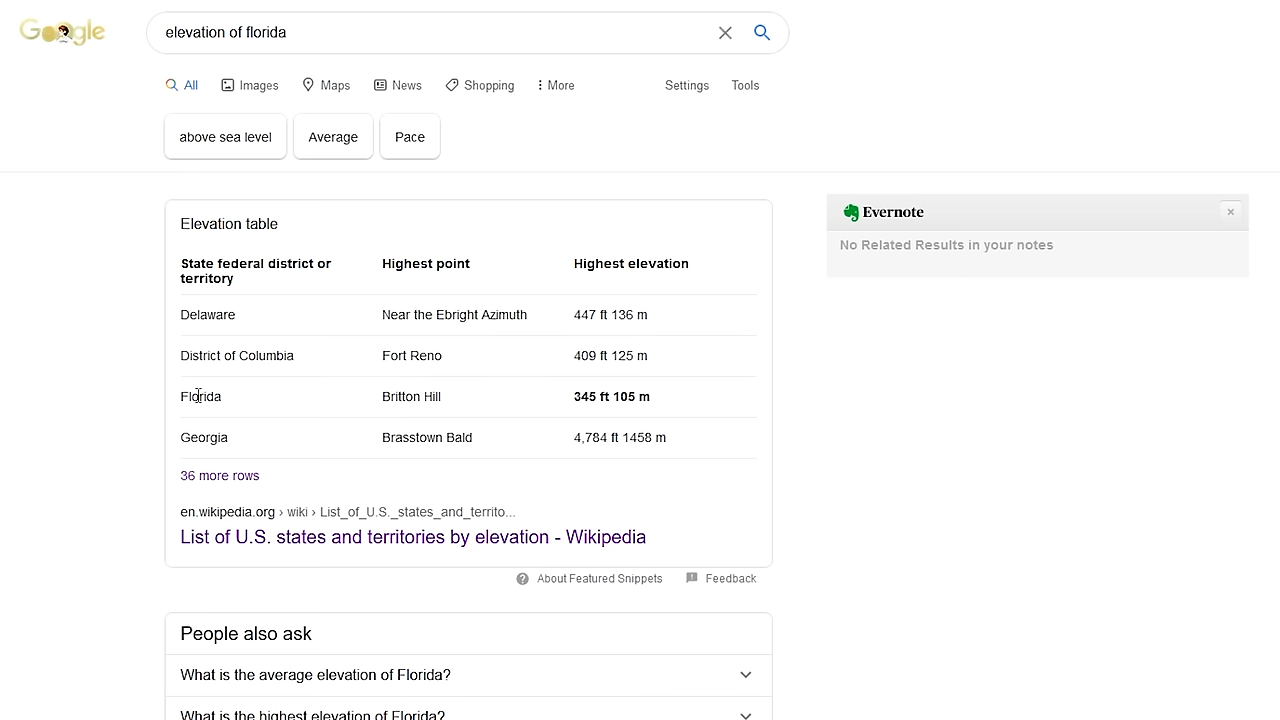 Google
elevation of florida
All Images Maps News Shopping More Settings Tools
above sea level Average Pace
Elevation table
State federal district or territory Highest point Highest elevation
Delaware Near the Ebright Azimuth 447 ft 136 m
District of Columbia Fort Reno 409 ft 125 m
Florida Britton Hill 345 ft 105 m
Georgia Brasstown Bald 4,784 ft 1458 m
36 more rows
en.wikipedia.org › wiki › List_of_U.S._states_and_territo...
List of U.S. states and territories by elevation - Wikipedia
About Featured Snippets Feedback
People also ask
What is the average elevation of Florida?
What is the highest elevation of Florida?
Evernote
No Related Results in your notes